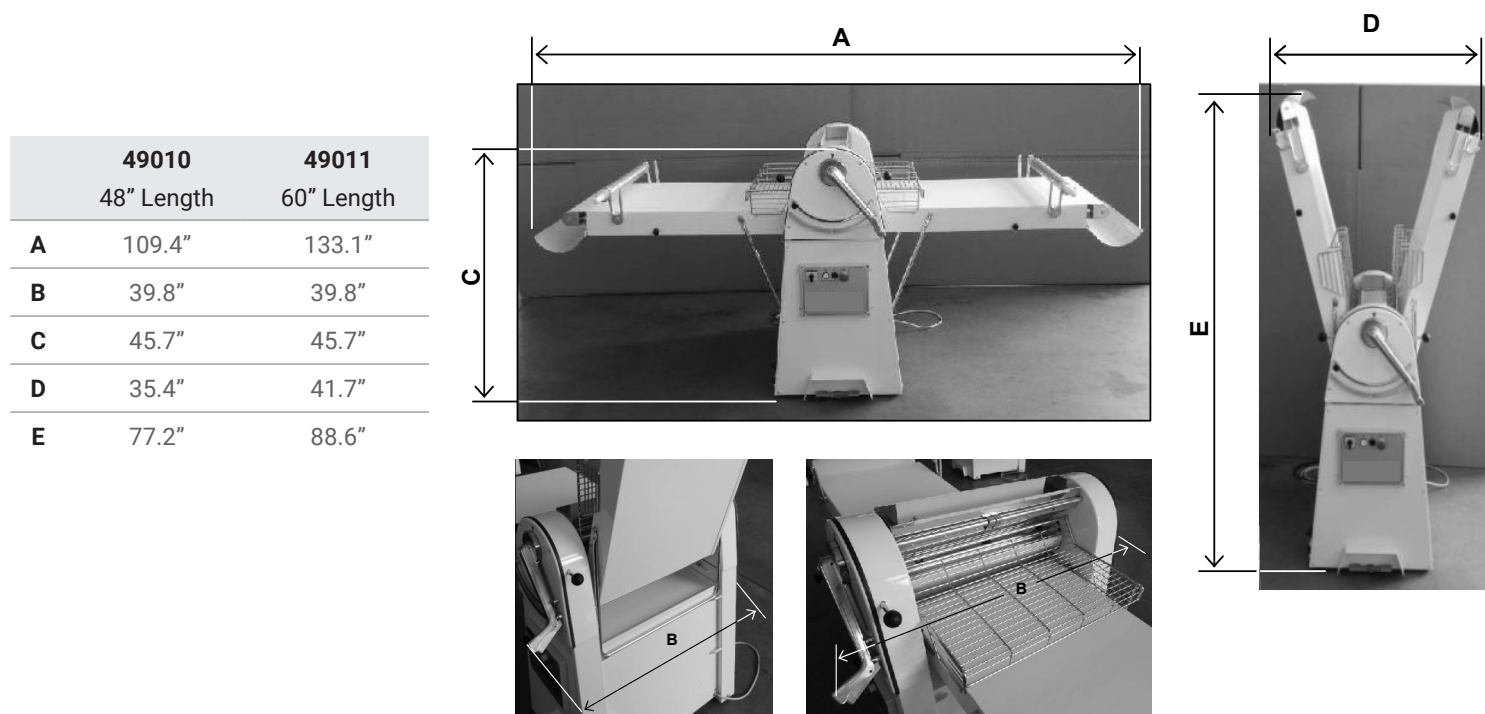 49010 49011
48” Length 60” Length
A 109.4” 133.1”
B 39.8” 39.8”
C 45.7” 45.7”
D 35.4” 41.7”
E 77.2” 88.6”
A
C
B
B
D
E